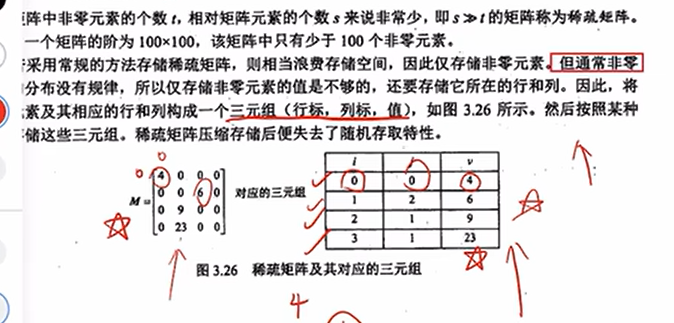 矩阵中非零元素的个数 t，相对矩阵元素的个数 s 来说非常少，即 s≫t 的矩阵称为稀疏矩阵。
一个矩阵的阶为 100×100，该矩阵中只有少于 100 个非零元素。
采用常规的方法存储稀疏矩阵，则相当浪费存储空间，因此仅存储非零元素。但通常非零
分布没有规律，所以仅存储非零元素的值是不够的，还要存储它所在的行和列。因此，将
素及其相应的行和列构成一个三元组（行标，列标，值），如图 3.26 所示。然后按照某种
储这些三元组。稀疏矩阵压缩存储后便失去了随机存取特性。
0
0 4 0 0 0
0 0 6 0
M=
0 9 0 0
0 23 0 0
对应的三元组
i j v
0 0 4
1 2 6
2 1 9
3 1 23
图 3.26 稀疏矩阵及其对应的三元组
4